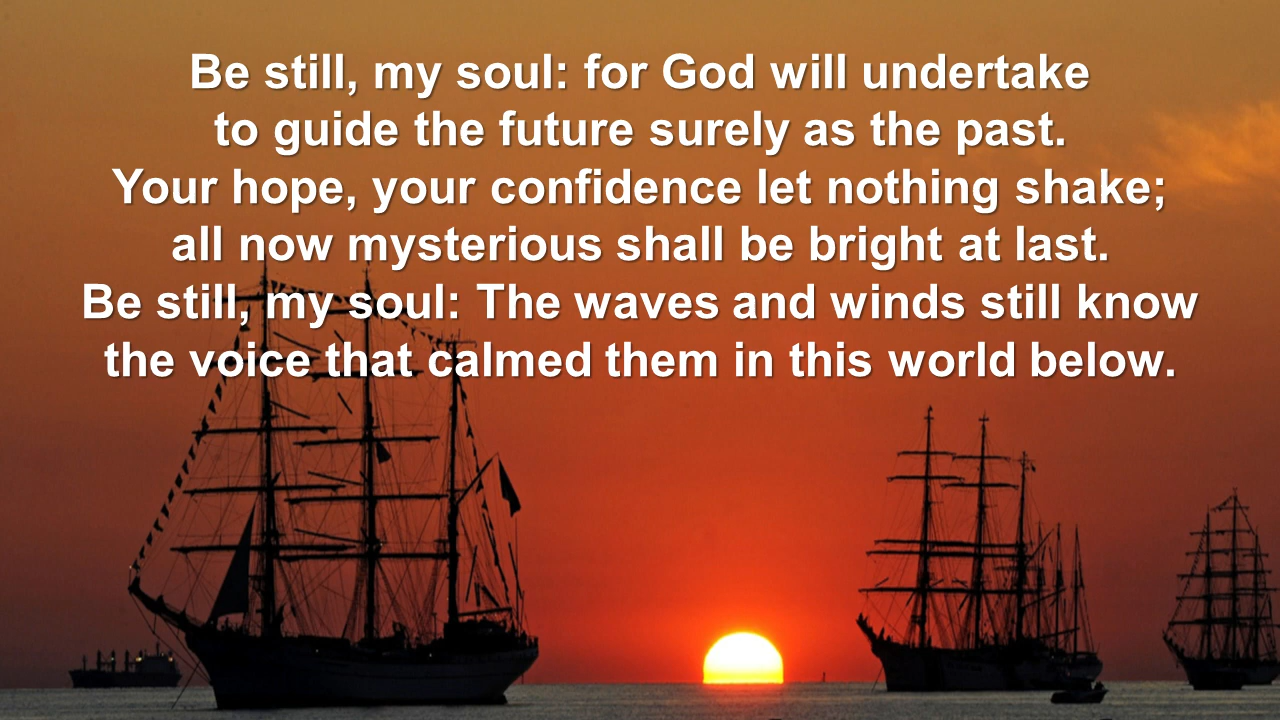 Be still, my soul: for God will undertake
to guide the future surely as the past.
Your hope, your confidence let nothing shake;
all now mysterious shall be bright at last.
Be still, my soul: The waves and winds still know
the voice that calmed them in this world below.